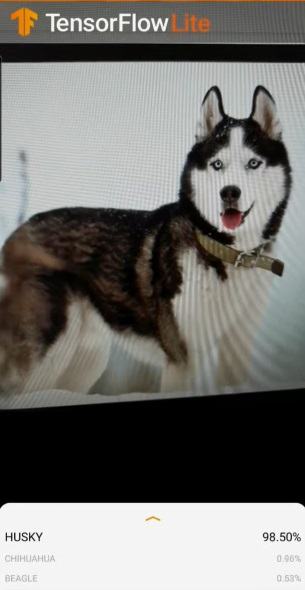 TensorFlow Lite
HUSKY 98.50%
CHIHUAHUA 0.96%
BEAGLE 0.53%